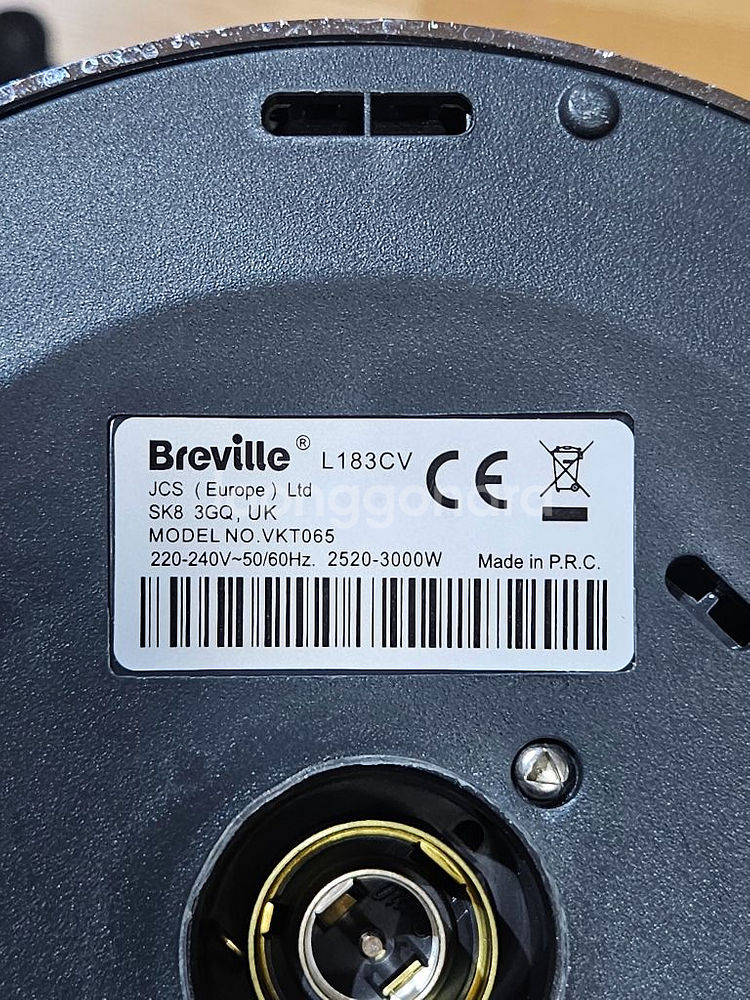 Breville® L183CV
CE
JCS (Europe) Ltd
SK8 3GQ, UK
MODEL NO.VKT065
220-240V~50/60Hz. 2520-3000W Made in P.R.C.